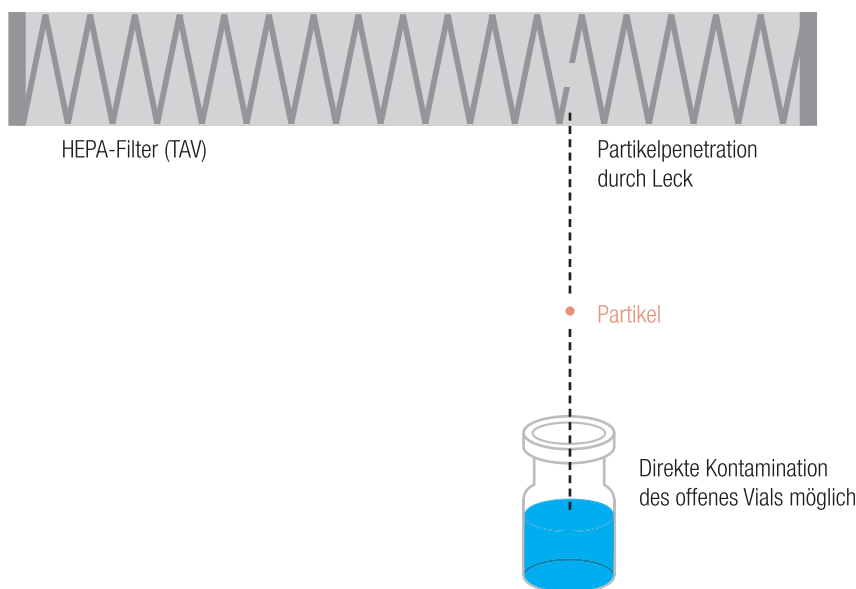 HEPA-Filter (TAV)
Partikelpenetration
durch Leck
Partikel
Direkte Kontamination
des offenes Vials möglich